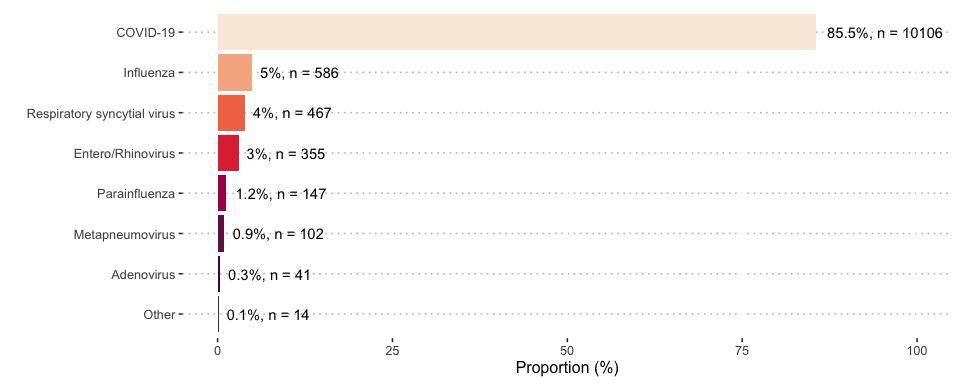 COVID-19 85.5%, n = 10106
Influenza 5%, n = 586
Respiratory syncytial virus 4%, n = 467
Entero/Rhinovirus 3%, n = 355
Parainfluenza 1.2%, n = 147
Metapneumovirus 0.9%, n = 102
Adenovirus 0.3%, n = 41
Other 0.1%, n = 14
0 25 50 75 100
Proportion (%)